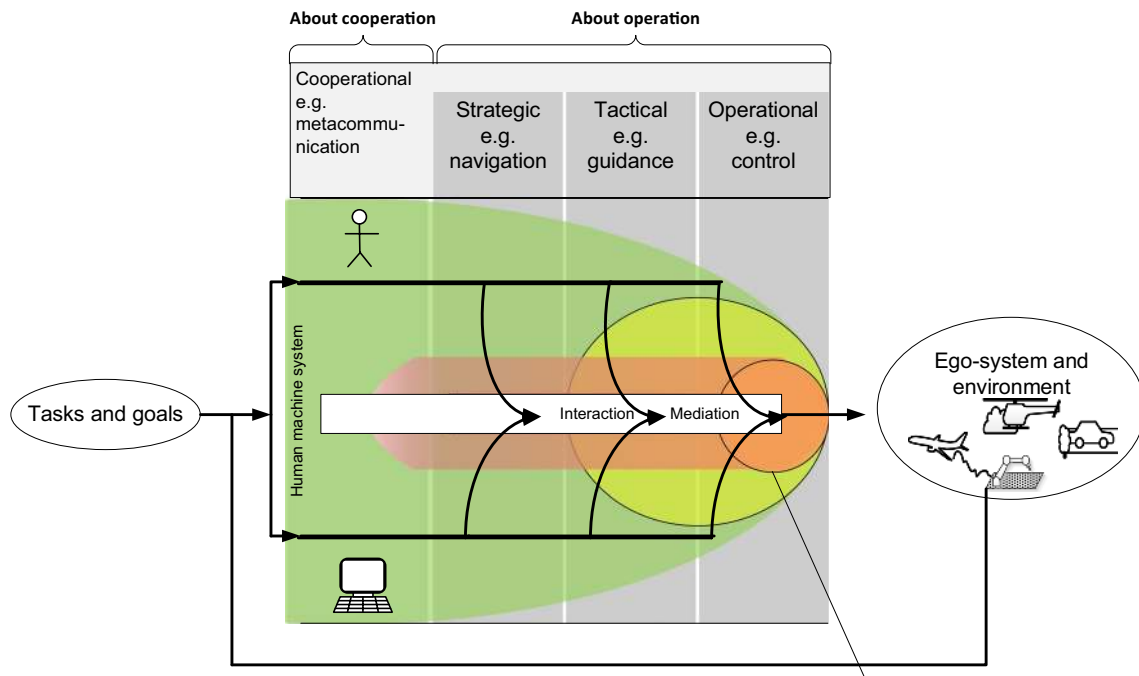 About cooperation
About operation
Cooperational
e.g.
metacommu-
nication
Strategic
e.g.
navigation
Tactical
e.g.
guidance
Operational
e.g.
control
Human machine system
Tasks and goals
Interaction
Mediation
Ego-system and
environment